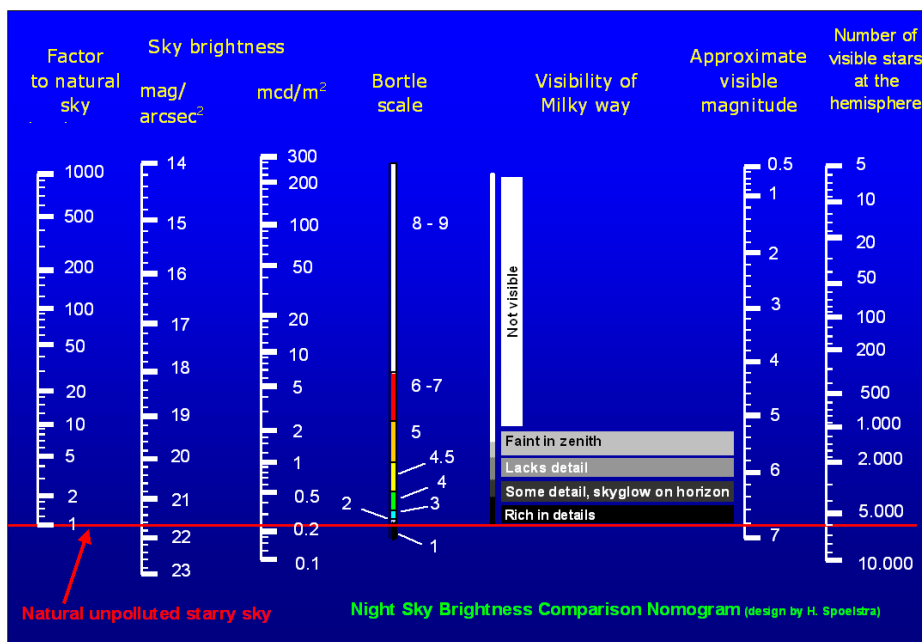 Factor
to natural
sky
Sky brightness
mag/
arcsec²
mcd/m²
Bortle
scale
Visibility of
Milky way
Approximate
visible
magnitude
Number of
visible stars
at the
hemisphere
1000
500
200
100
50
20
10
5
2
1
14
15
16
17
18
19
20
21
22
23
300
200
100
50
20
10
5
2
1
0.5
0.2
0.1
8 - 9
6 - 7
5
4.5
4
3
2
1
Not visible
Faint in zenith
Lacks detail
Some detail, skyglow on horizon
Rich in details
0.5
1
2
3
4
5
6
7
5
10
20
50
100
200
500
1.000
2.000
5.000
10.000
Natural unpolluted starry sky
Night Sky Brightness Comparison Nomogram (design by H. Spoelstra)